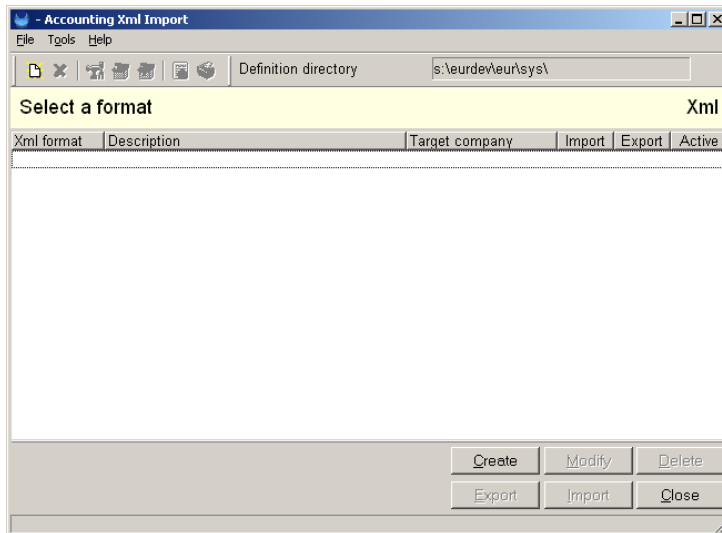 - Accounting Xml Import
File Tools Help
Definition directory s:\eurdev\eur\sys\
Select a format Xml
Xml format Description Target company Import Export Active
Create Modify Delete
Export Import Close